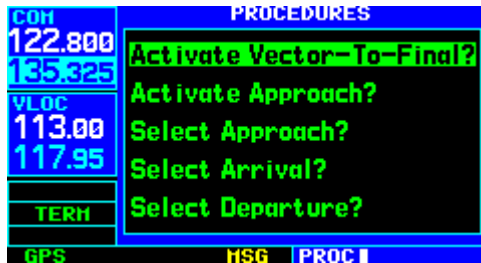 COM
122.800
135.325
VLOC
113.00
117.95
TERM
GPS
PROCEDURES
Activate Vector-To-Final?
Activate Approach?
Select Approach?
Select Arrival?
Select Departure?
MSG
PROC